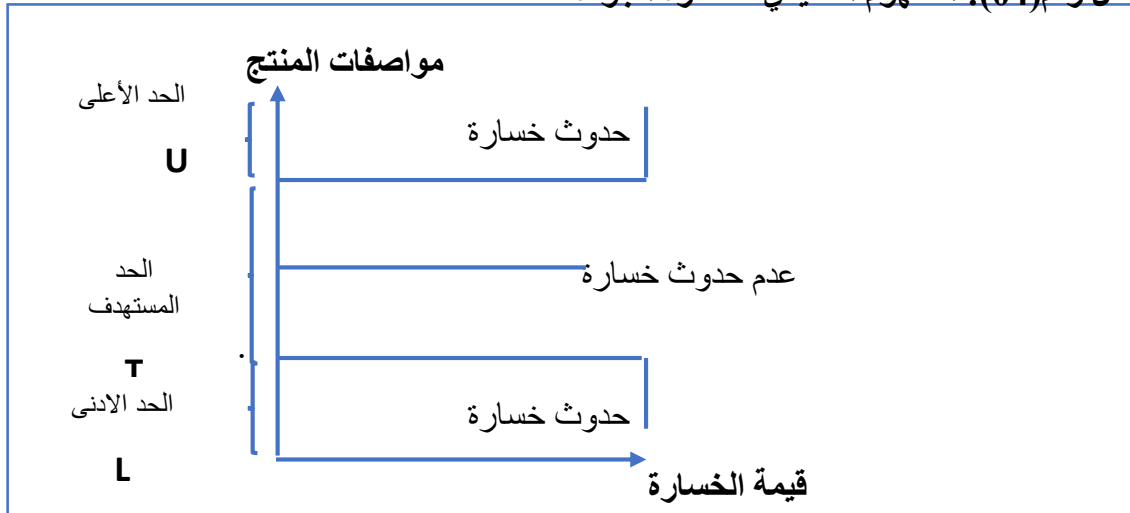 مواصفات المنتج
الحد الأعلى
U
حدوث خسارة
الحد
المستهدف
T
عدم حدوث خسارة
الحد الادنى
L
حدوث خسارة
قيمة الخسارة